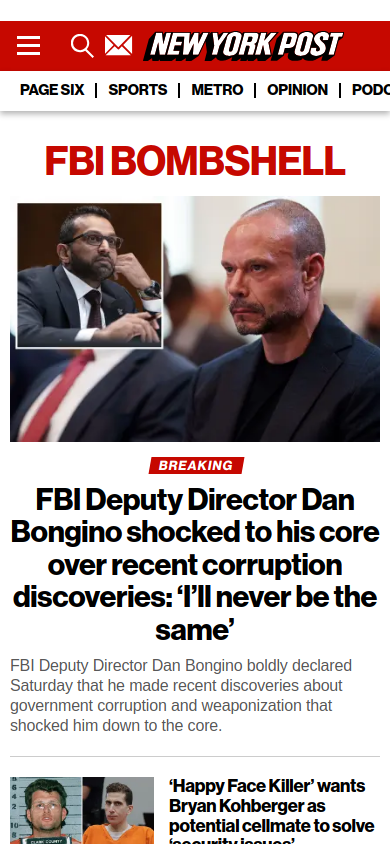 NEW YORK POST
PAGE SIX | SPORTS | METRO | OPINION | PODC
FBI BOMBSHELL
BREAKING
FBI Deputy Director Dan
Bongino shocked to his core
over recent corruption
discoveries: ‘I’ll never be the
same’
FBI Deputy Director Dan Bongino boldly declared
Saturday that he made recent discoveries about
government corruption and weaponization that
shocked him down to the core.
‘Happy Face Killer’ wants
Bryan Kohberger as
potential cellmate to solve
‘security issues’
CLARK COUNTY